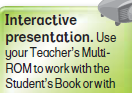 Interactive
presentation. Use
your Teacher's Multi-
ROM to work with the
Student's Book or with